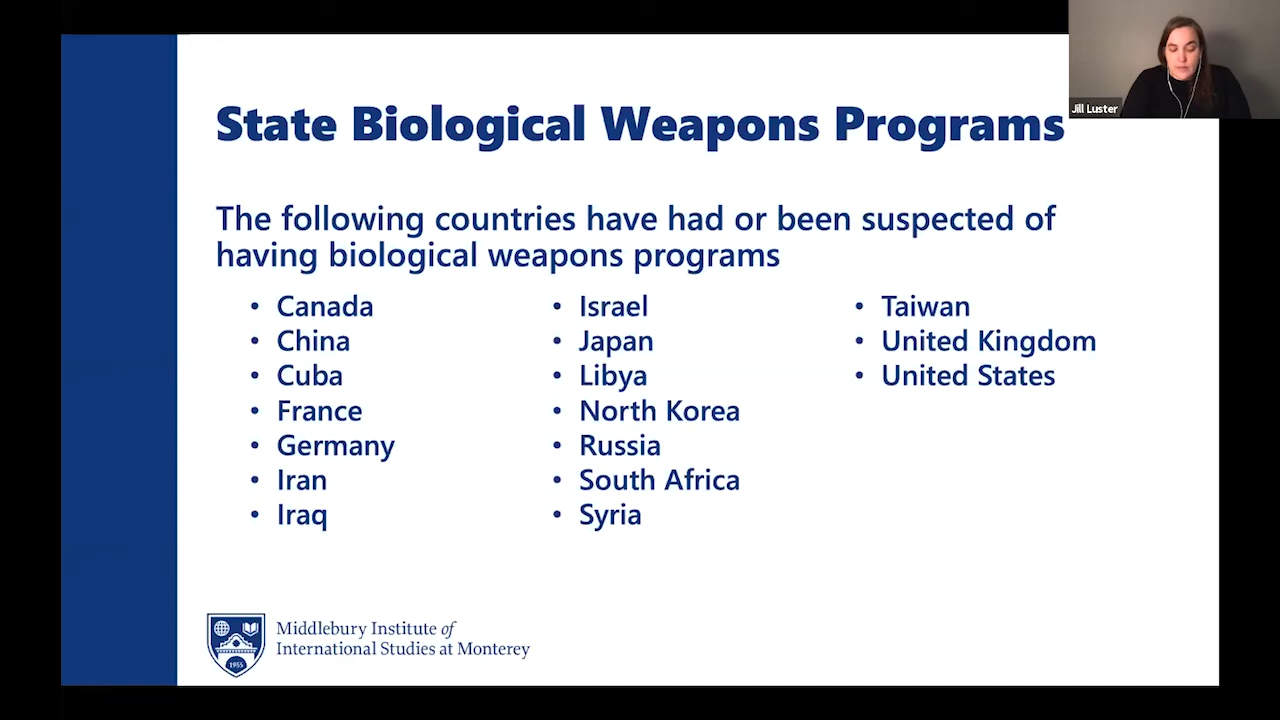 Jill Luster
State Biological Weapons Programs
The following countries have had or been suspected of
having biological weapons programs
• Canada
• China
• Cuba
• France
• Germany
• Iran
• Iraq
• Israel
• Japan
• Libya
• North Korea
• Russia
• South Africa
• Syria
• Taiwan
• United Kingdom
• United States
1955
Middlebury Institute of
International Studies at Monterey